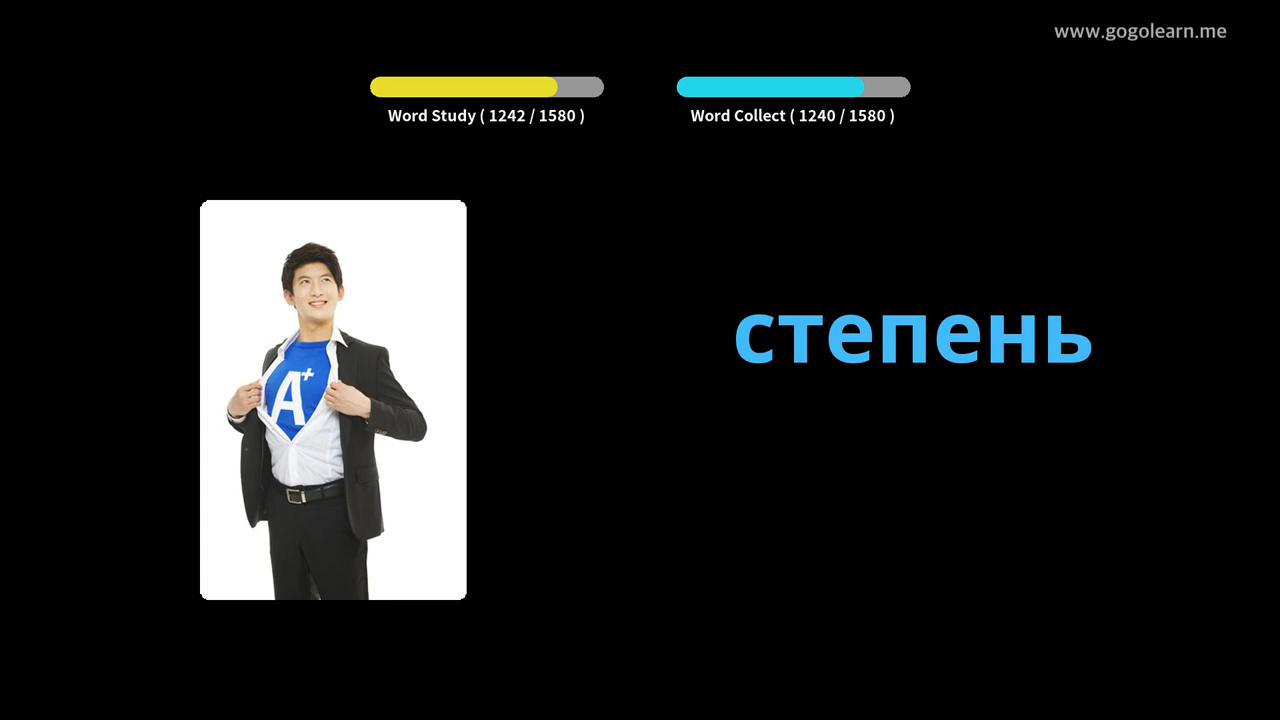 www.gogolearn.me
Word Study ( 1242 / 1580 )
Word Collect ( 1240 / 1580 )
A+
степень